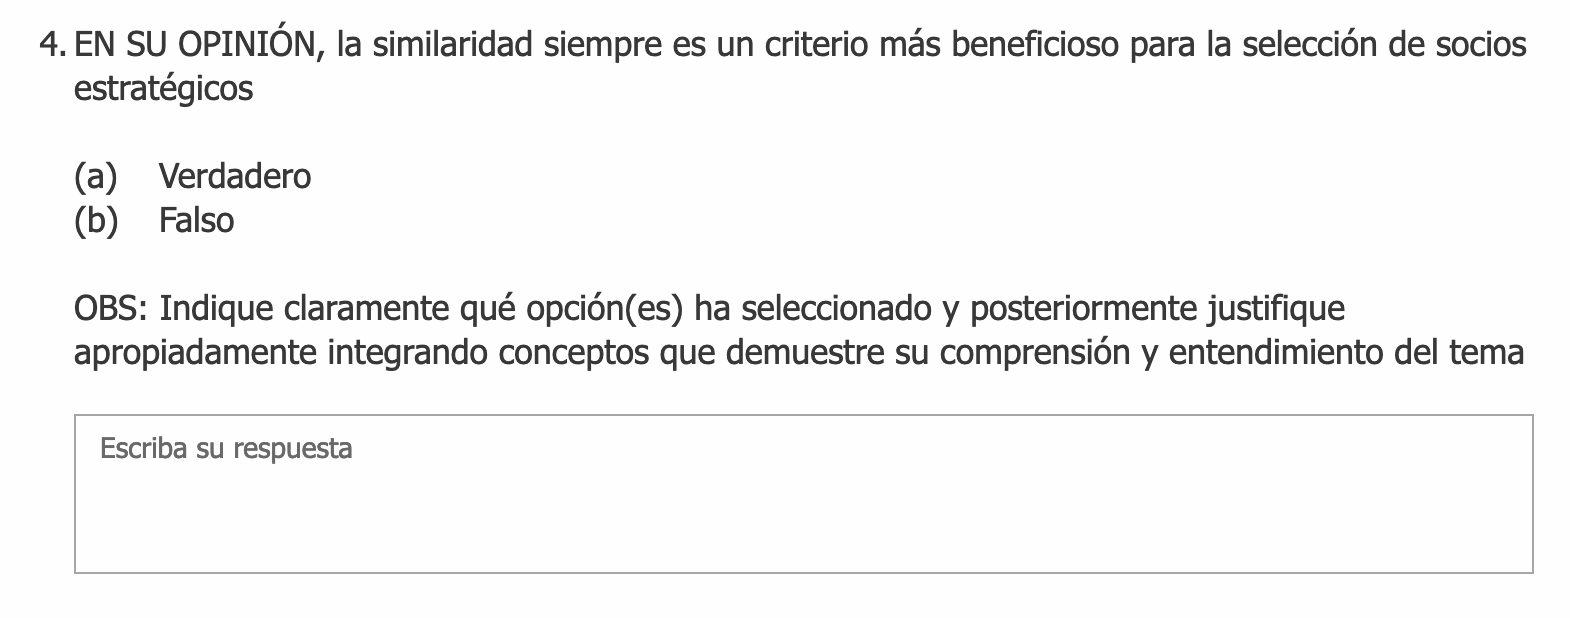 4. EN SU OPINIÓN, la similaridad siempre es un criterio más beneficioso para la selección de socios
estratégicos
(a) Verdadero
(b) Falso
OBS: Indique claramente qué opción(es) ha seleccionado y posteriormente justifique
apropiadamente integrando conceptos que demuestre su comprensión y entendimiento del tema
Escriba su respuesta